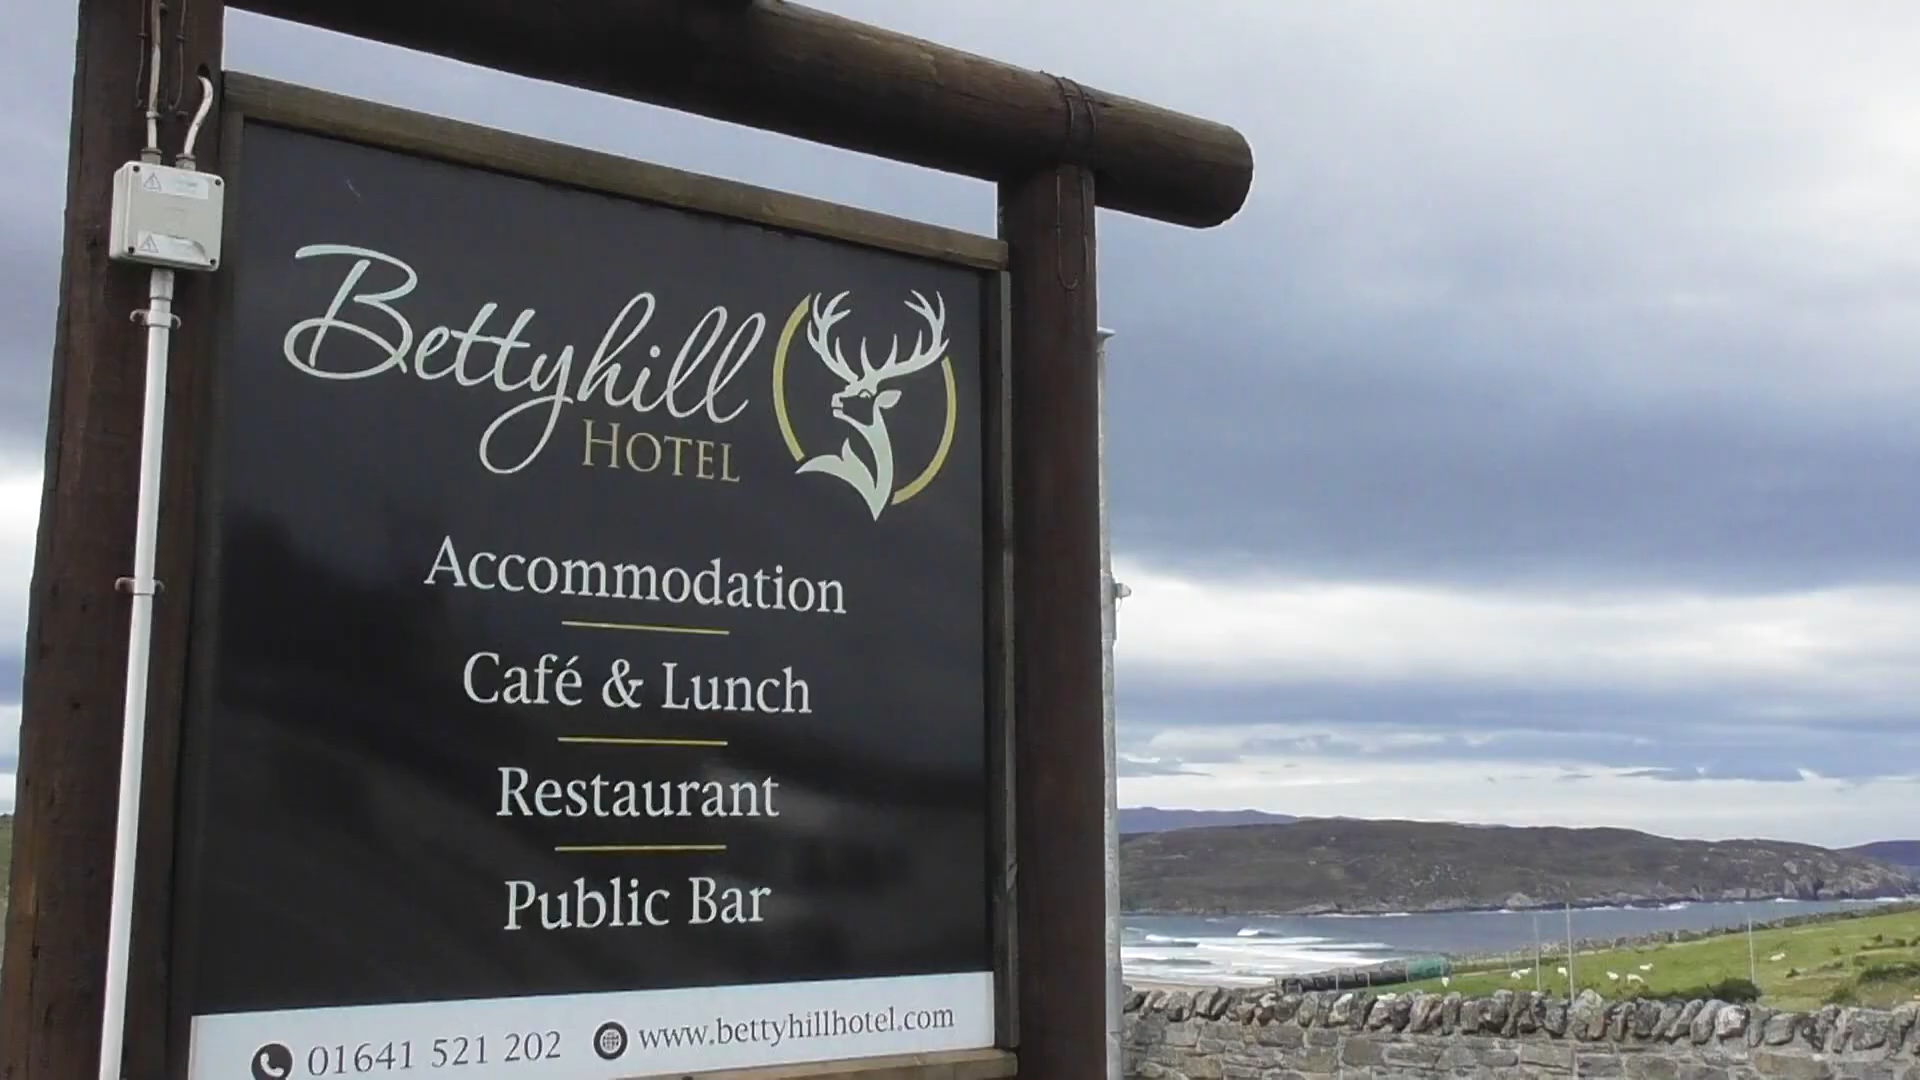 Bettyhill
HOTEL
Accommodation
Café & Lunch
Restaurant
Public Bar
01641 521 202 www.bettyhillhotel.com